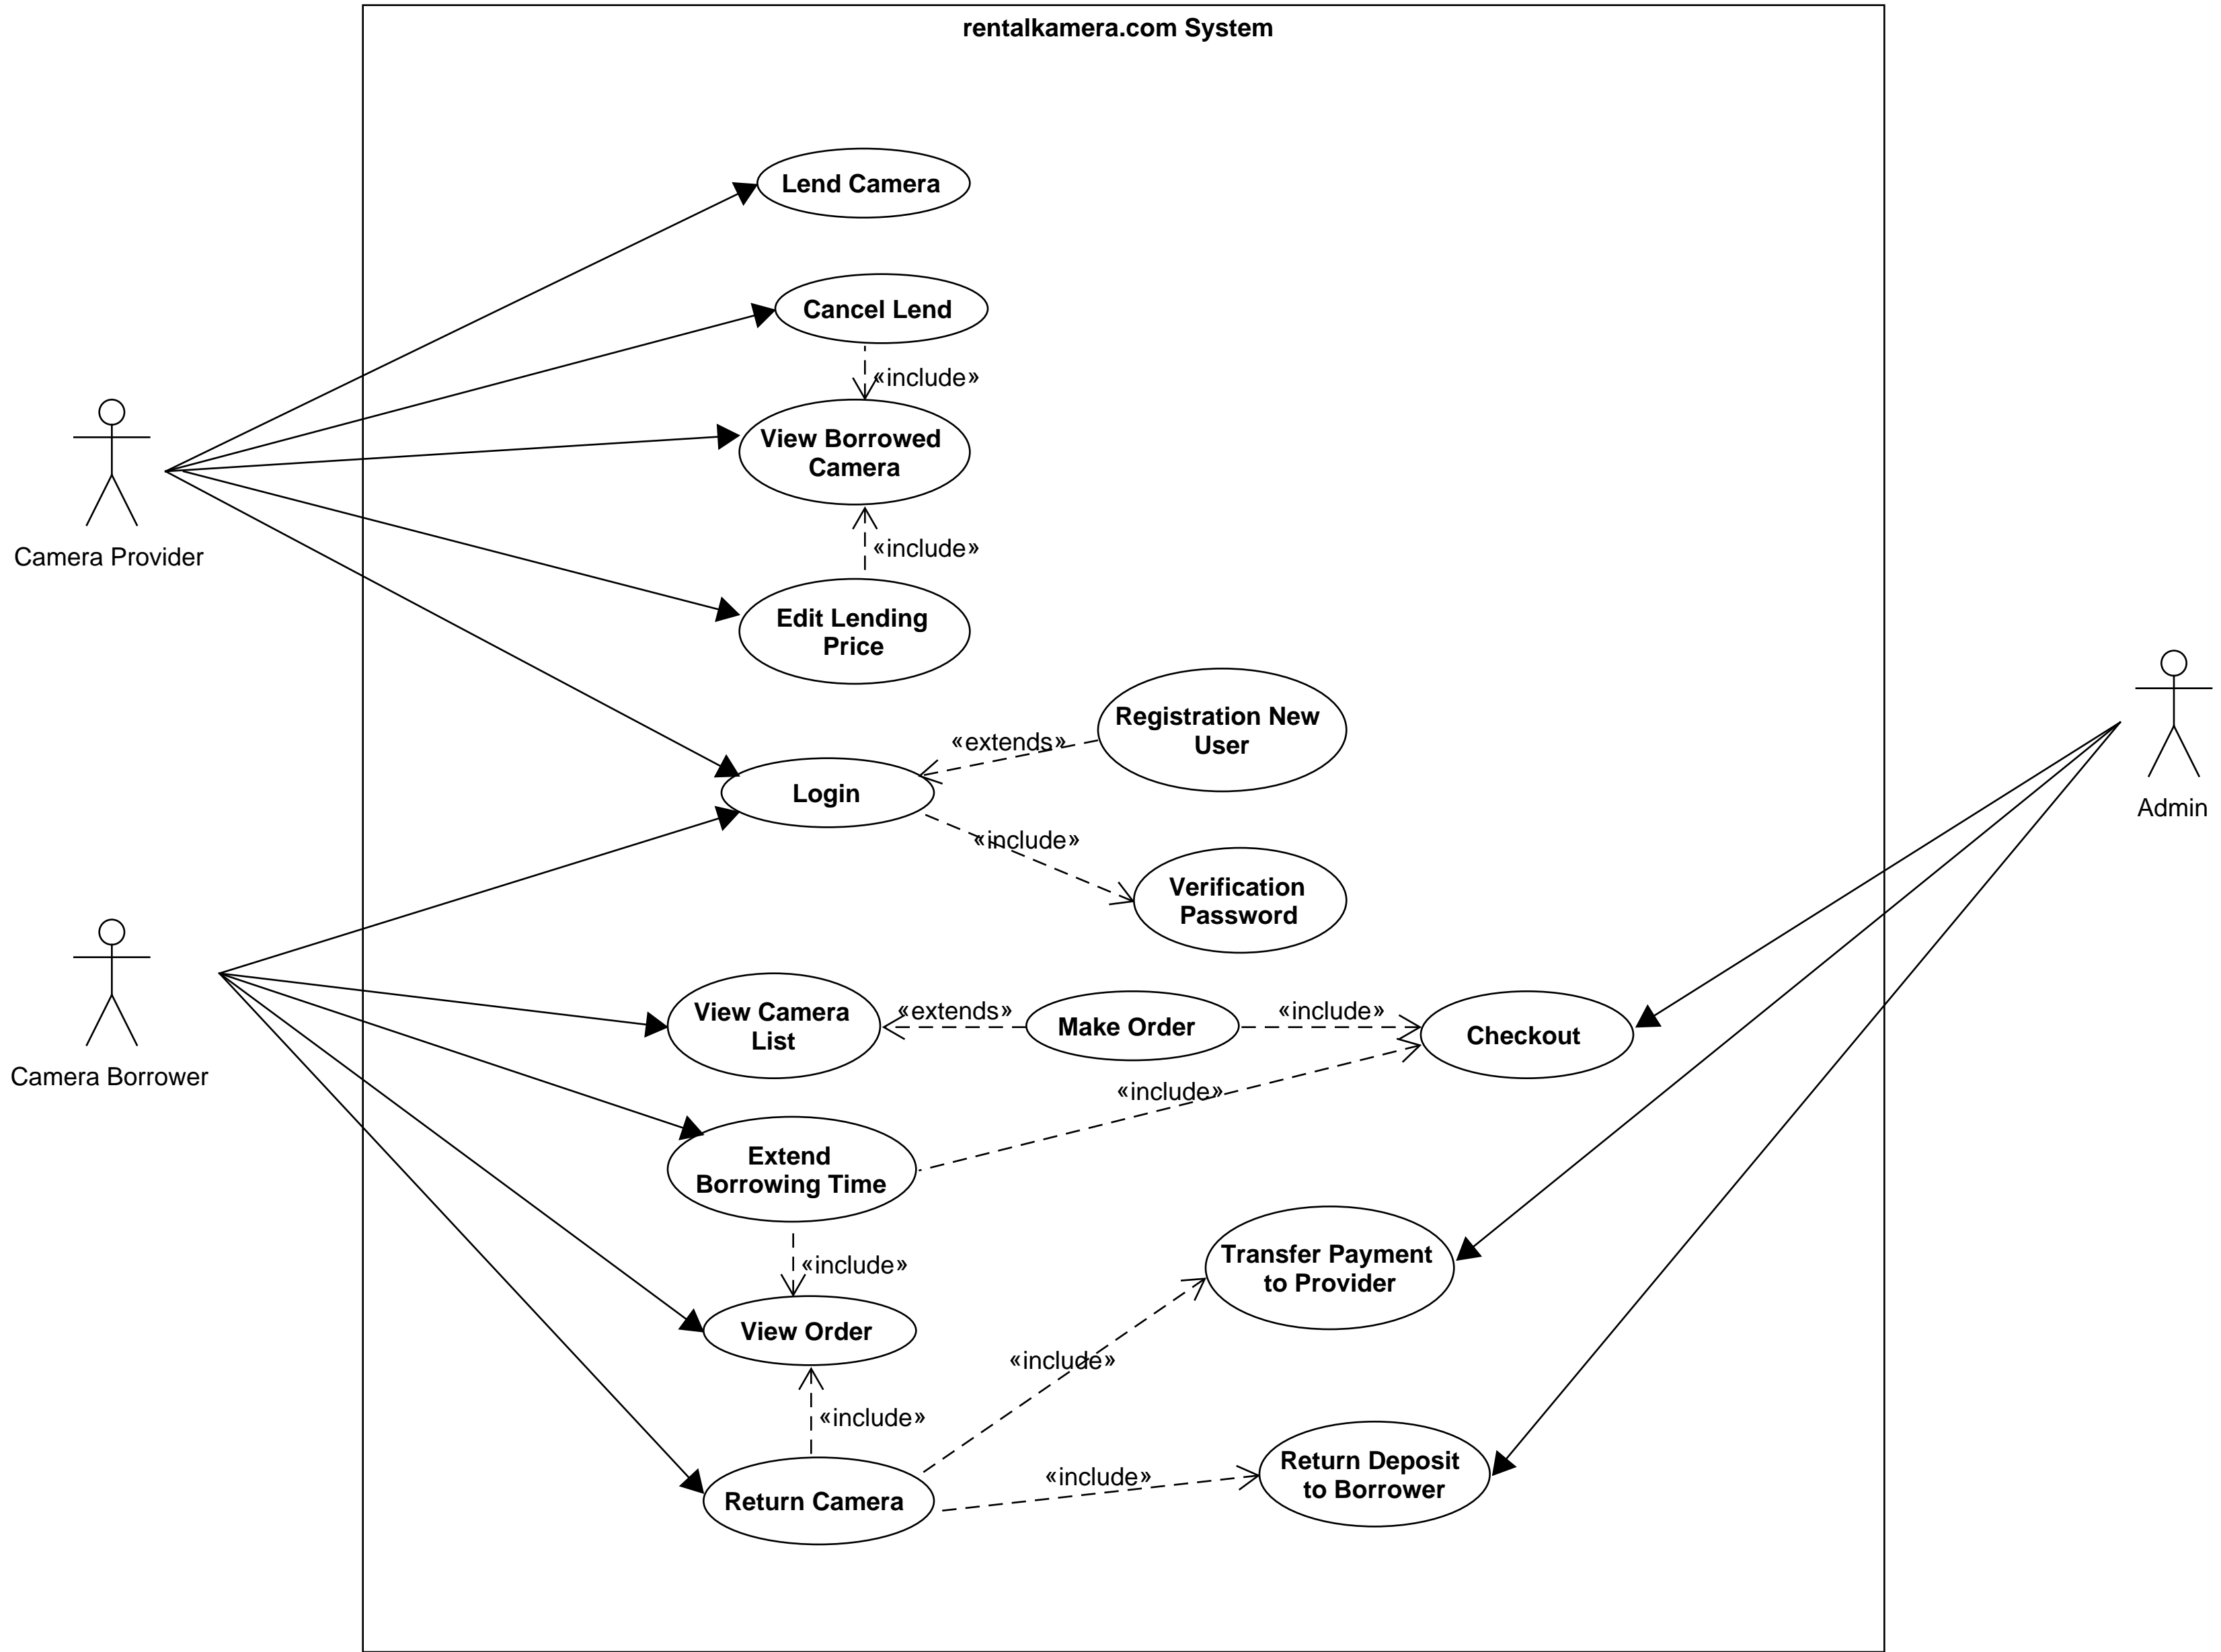 rentalkamera.com System
Lend Camera
Cancel Lend
«include»
View Borrowed
Camera
«include»
Camera Provider
Edit Lending
Price
Registration New
User
«extends»
Login
Admin
«include»
Verification
Password
View Camera
List
«extends»
Make Order
«include»
Checkout
Camera Borrower
«include»
Extend
Borrowing Time
«include»
Transfer Payment
to Provider
View Order
«include»
«include»
Return Camera
«include»
Return Deposit
to Borrower